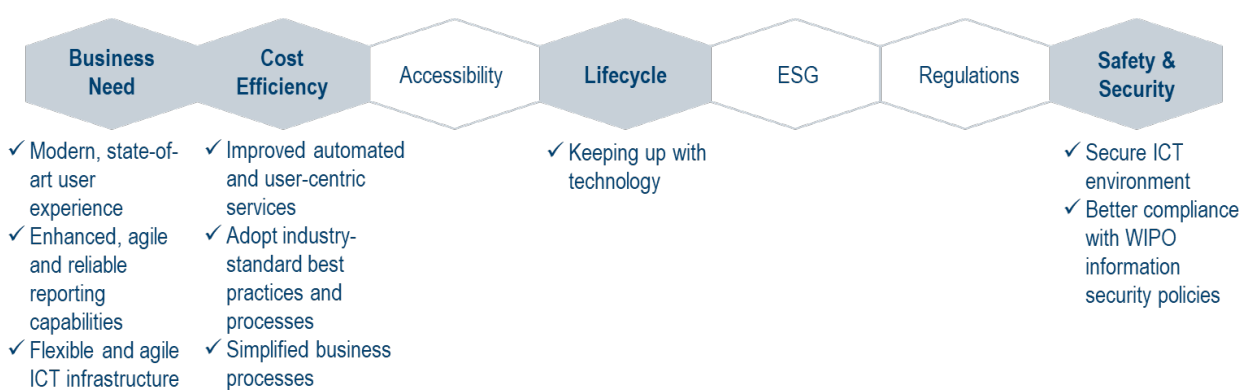 Business
Need
Cost
Efficiency
Accessibility
Lifecycle
ESG
Regulations
Safety &
Security
✓ Modern, state-of-
art user
experience
✓ Enhanced, agile
and reliable
reporting
capabilities
✓ Flexible and agile
ICT infrastructure
✓ Improved automated
and user-centric
services
✓ Adopt industry-
standard best
practices and
processes
✓ Simplified business
processes
✓ Keeping up with
technology
✓ Secure ICT
environment
✓ Better compliance
with WIPO
information
security policies